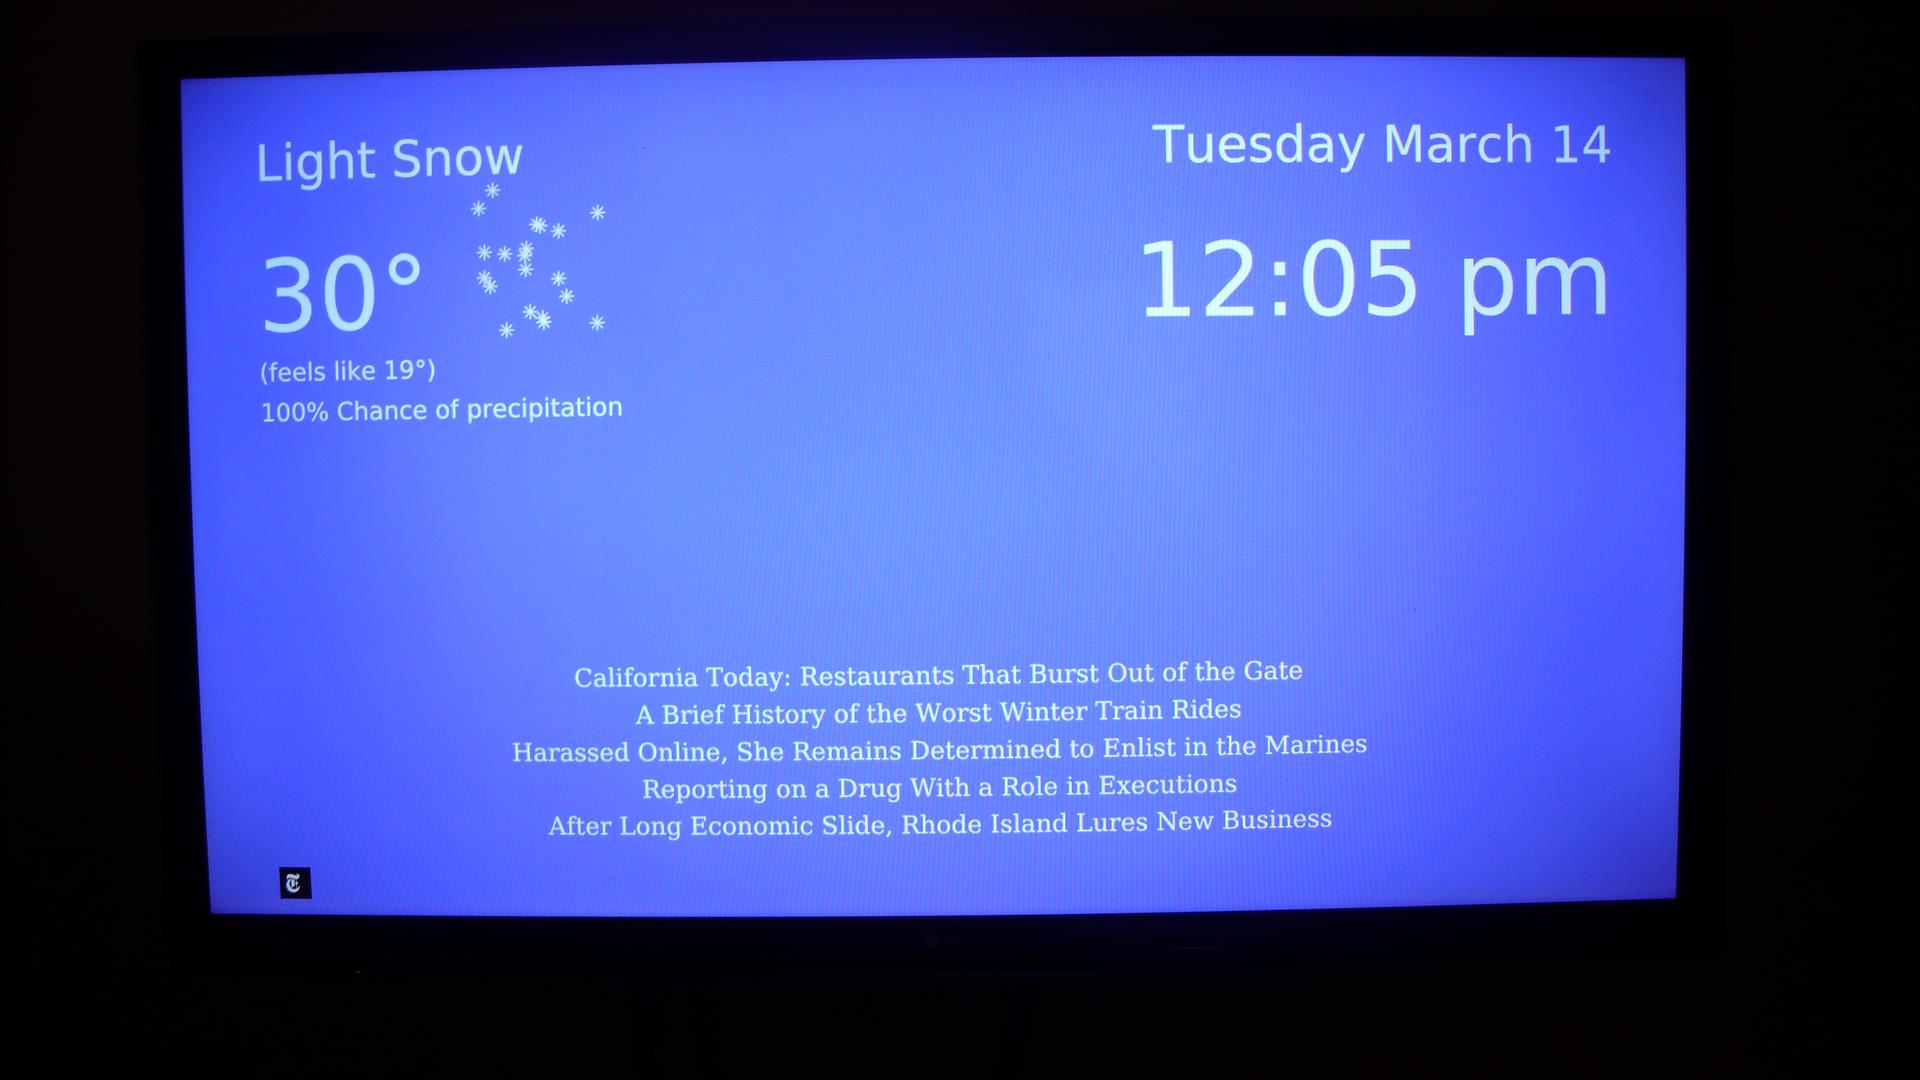 Light Snow
30°
(feels like 19°)
100% Chance of precipitation
Tuesday March 14
12:05 pm
California Today: Restaurants That Burst Out of the Gate
A Brief History of the Worst Winter Train Rides
Harassed Online, She Remains Determined to Enlist in the Marines
Reporting on a Drug With a Role in Executions
After Long Economic Slide, Rhode Island Lures New Business
T